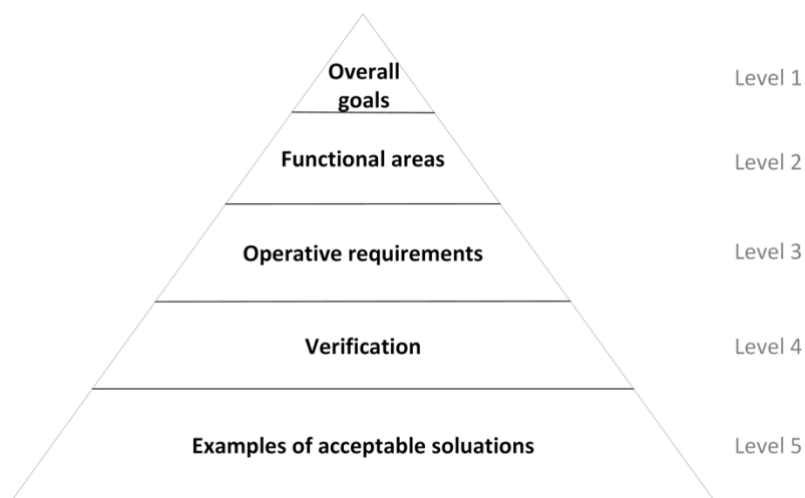 Overall
goals
Level 1
Functional areas
Level 2
Operative requirements
Level 3
Verification
Level 4
Examples of acceptable soluations
Level 5